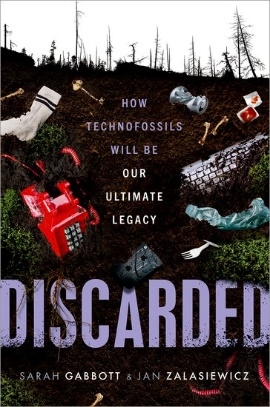 HOW
TECHNOFOSSILS
WILL BE
OUR
ULTIMATE
LEGACY
DISCARDED
SARAH GABBOTT & JAN ZALASIEWICZ